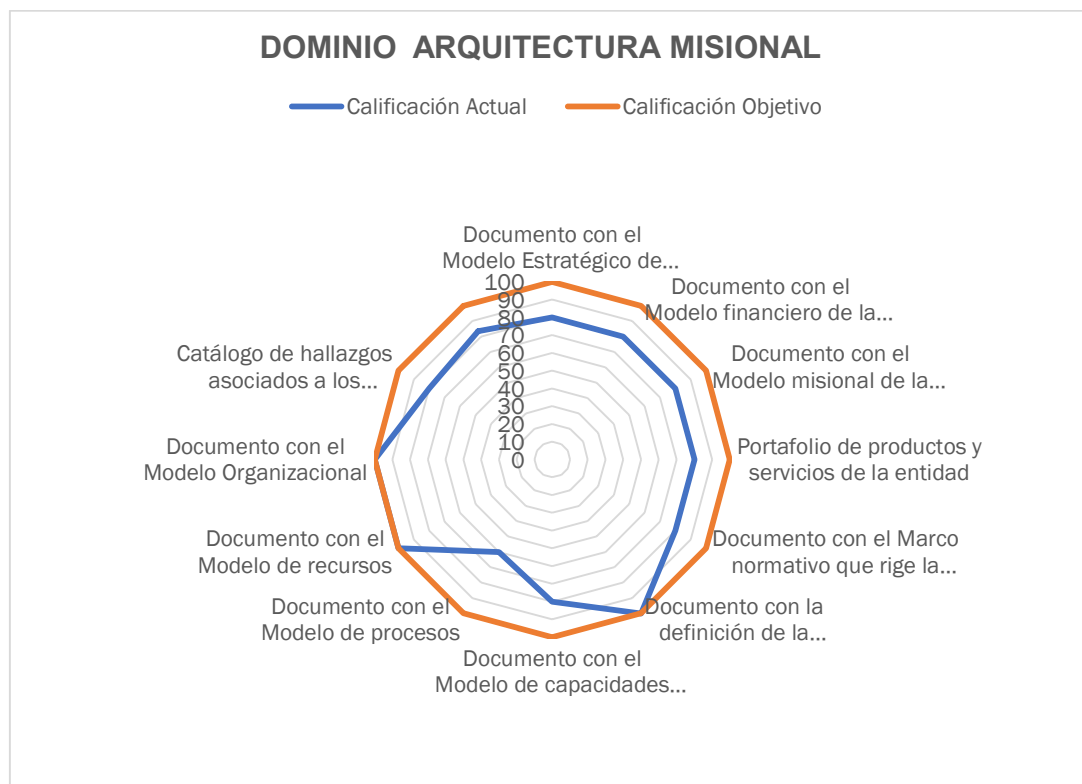 DOMINIO  ARQUITECTURA MISIONAL
Calificación Actual
Calificación Objetivo
Documento con el
Modelo Estratégico de...
Documento con el
Modelo financiero de la...
Documento con el
Modelo misional de la...
Portafolio de productos y
servicios de la entidad
Documento con el Marco
normativo que rige la...
Documento con la
definición de la...
Documento con el
Modelo de capacidades...
Documento con el
Modelo de procesos
Documento con el
Modelo de recursos
Documento con el
Modelo Organizacional
Catálogo de hallazgos
asociados a los...
100
90
80
70
60
50
40
30
20
10
0